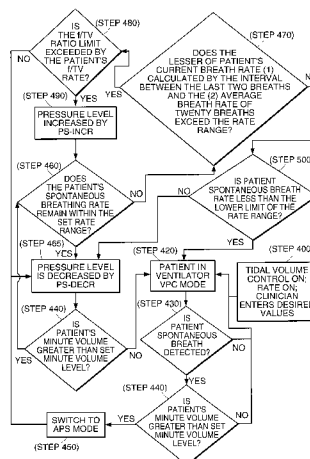 (STEP 480)
IS
THE f/TV
RATIO LIMIT
EXCEEDED BY
THE PATIENT'S
f/TV
RATE?
NO
YES
(STEP 490)
PRESSURE LEVEL
INCREASED BY
PS-INCR
(STEP 470)
DOES THE
LESSER OF PATIENT'S
CURRENT BREATH RATE (1)
CALCULATED BY THE INTERVAL
BETWEEN THE LAST TWO BREATHS
AND THE (2) AVERAGE
BREATH RATE OF
TWENTY BREATHS
EXCEED THE RATE
RANGE?
YES
(STEP 460)
DOES
THE PATIENT'S
SPONTANEOUS
BREATHING RATE
REMAIN WITHIN THE
SET RATE
RANGE?
NO
YES
(STEP 500
IS PATIENT
SPONTANEOUS BREATH
RATE LESS THAN THE
LOWER LIMIT OF
THE RATE RANGE?
NO
YES
(STEP 465)
PRESSURE LEVEL
IS DECREASED BY
PS-DECR
(STEP 420)
PATIENT IN
VENTILATOR
VPC MODE
(STEP 400
TIDAL VOLUME
CONTROL ON;
RATE ON;
CLINICIAN
ENTERS DESIRED
VALUES
(STEP 440)
IS
PATIENT'S
MINUTE VOLUME
GREATER THAN SET
MINUTE VOLUME
LEVEL?
YES
NO
(STEP 430)
IS
PATIENT
SPONTANEOUS
BREATH
DETECTED?
NO
YES
(STEP 440)
IS
PATIENT'S
MINUTE VOLUME
GREATER THAN SET
MINUTE VOLUME
LEVEL?
YES
NO
SWITCH TO
APS MODE
(STEP 450)